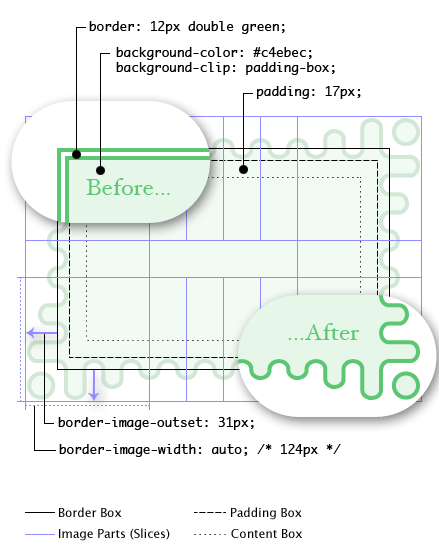 border: 12px double green;
background-color: #c4ebec;
background-clip: padding-box;
padding: 17px;
Before...
...After
border-image-outset: 31px;
border-image-width: auto; /* 124px */
Border Box
Padding Box
Image Parts (Slices)
Content Box